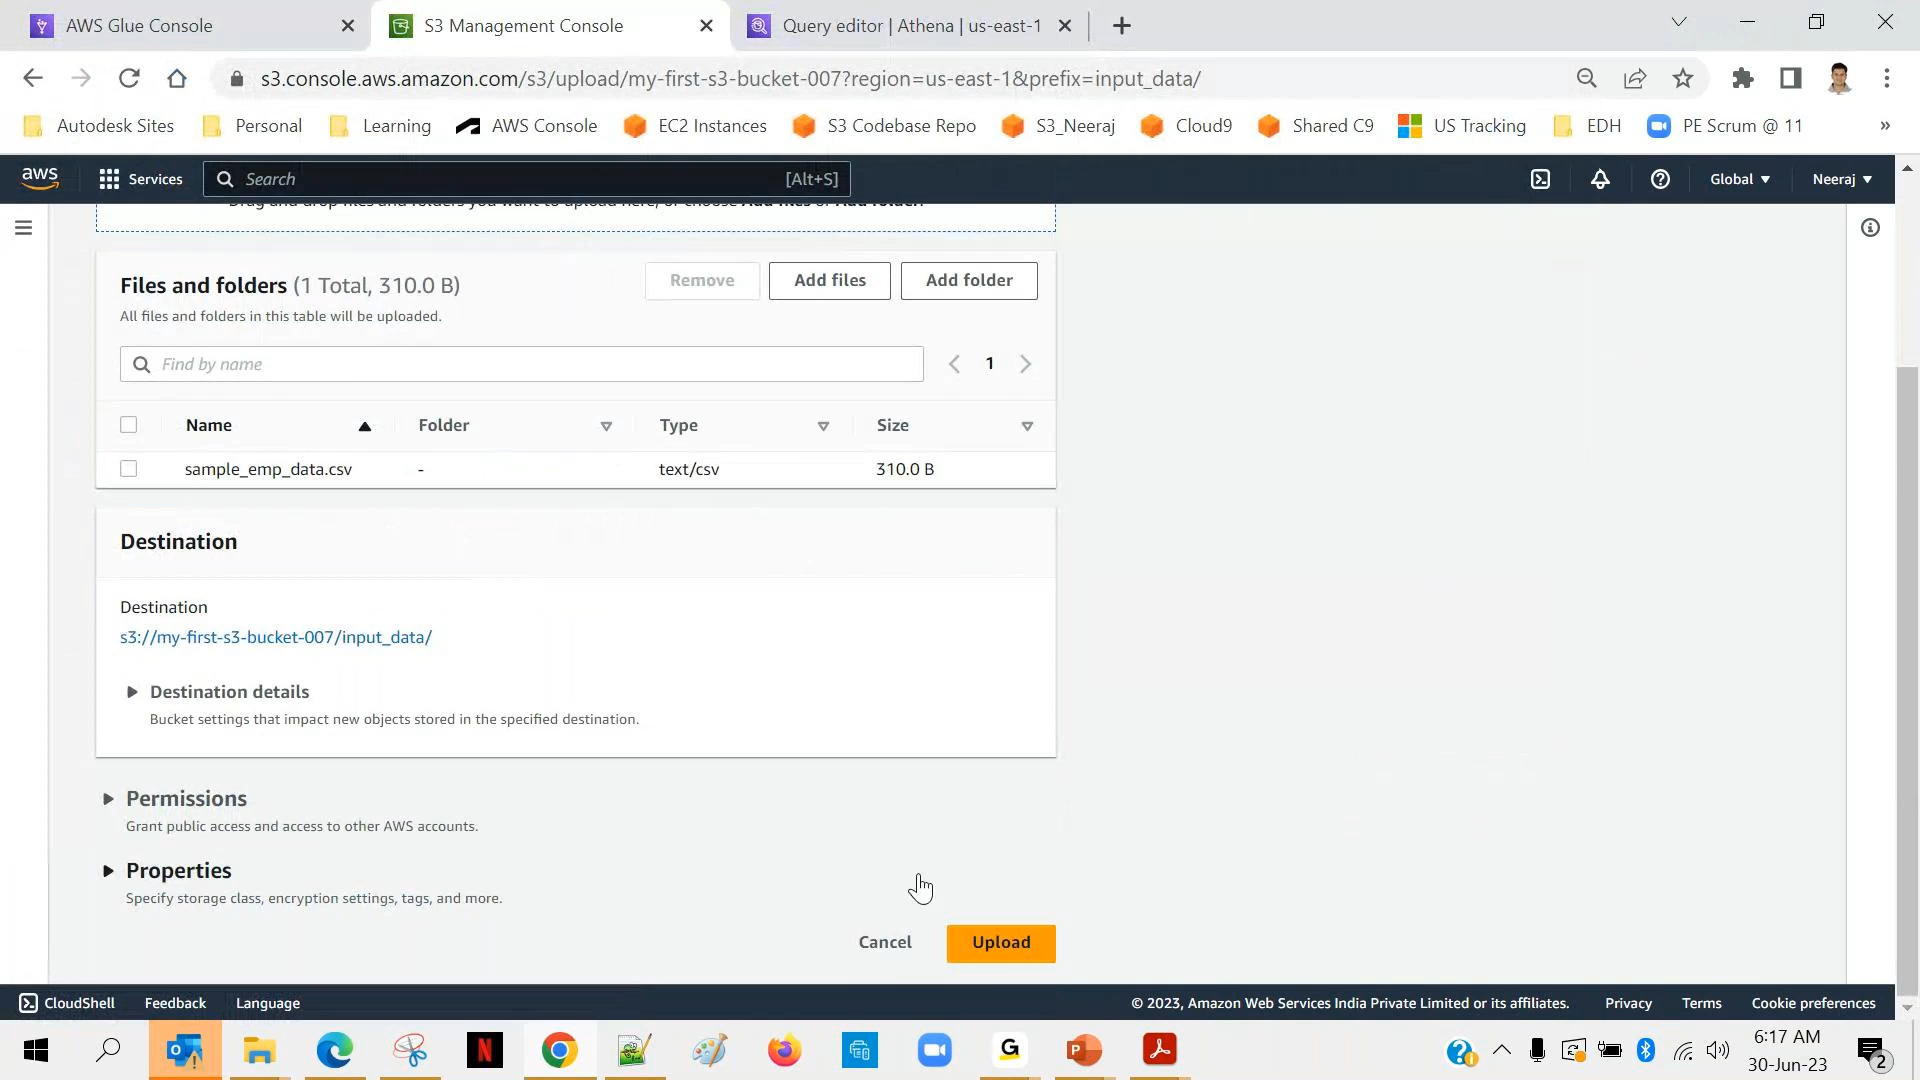 AWS Glue Console
S3 Management Console
Query editor | Athena | us-east-1
s3.console.aws.amazon.com/s3/upload/my-first-s3-bucket-007?region=us-east-1&prefix=input_data/
Autodesk Sites
Personal
Learning
AWS Console
EC2 Instances
S3 Codebase Repo
S3_Neeraj
Cloud9
Shared C9
US Tracking
EDH
PE Scrum @ 11
»
aws
Services
Search
[Alt+S]
Global
Neeraj
Drag and drop files and folders you want to upload here, or choose Add files or Add folder.
Files and folders (1 Total, 310.0 B)
Remove
Add files
Add folder
All files and folders in this table will be uploaded.
Find by name
1
Name
Folder
Type
Size
sample_emp_data.csv
-
text/csv
310.0 B
Destination
Destination
s3://my-first-s3-bucket-007/input_data/
Destination details
Bucket settings that impact new objects stored in the specified destination.
Permissions
Grant public access and access to other AWS accounts.
Properties
Specify storage class, encryption settings, tags, and more.
Cancel
Upload
CloudShell
Feedback
Language
© 2023, Amazon Web Services India Private Limited or its affiliates.
Privacy
Terms
Cookie preferences
6:17 AM
30-Jun-23
2